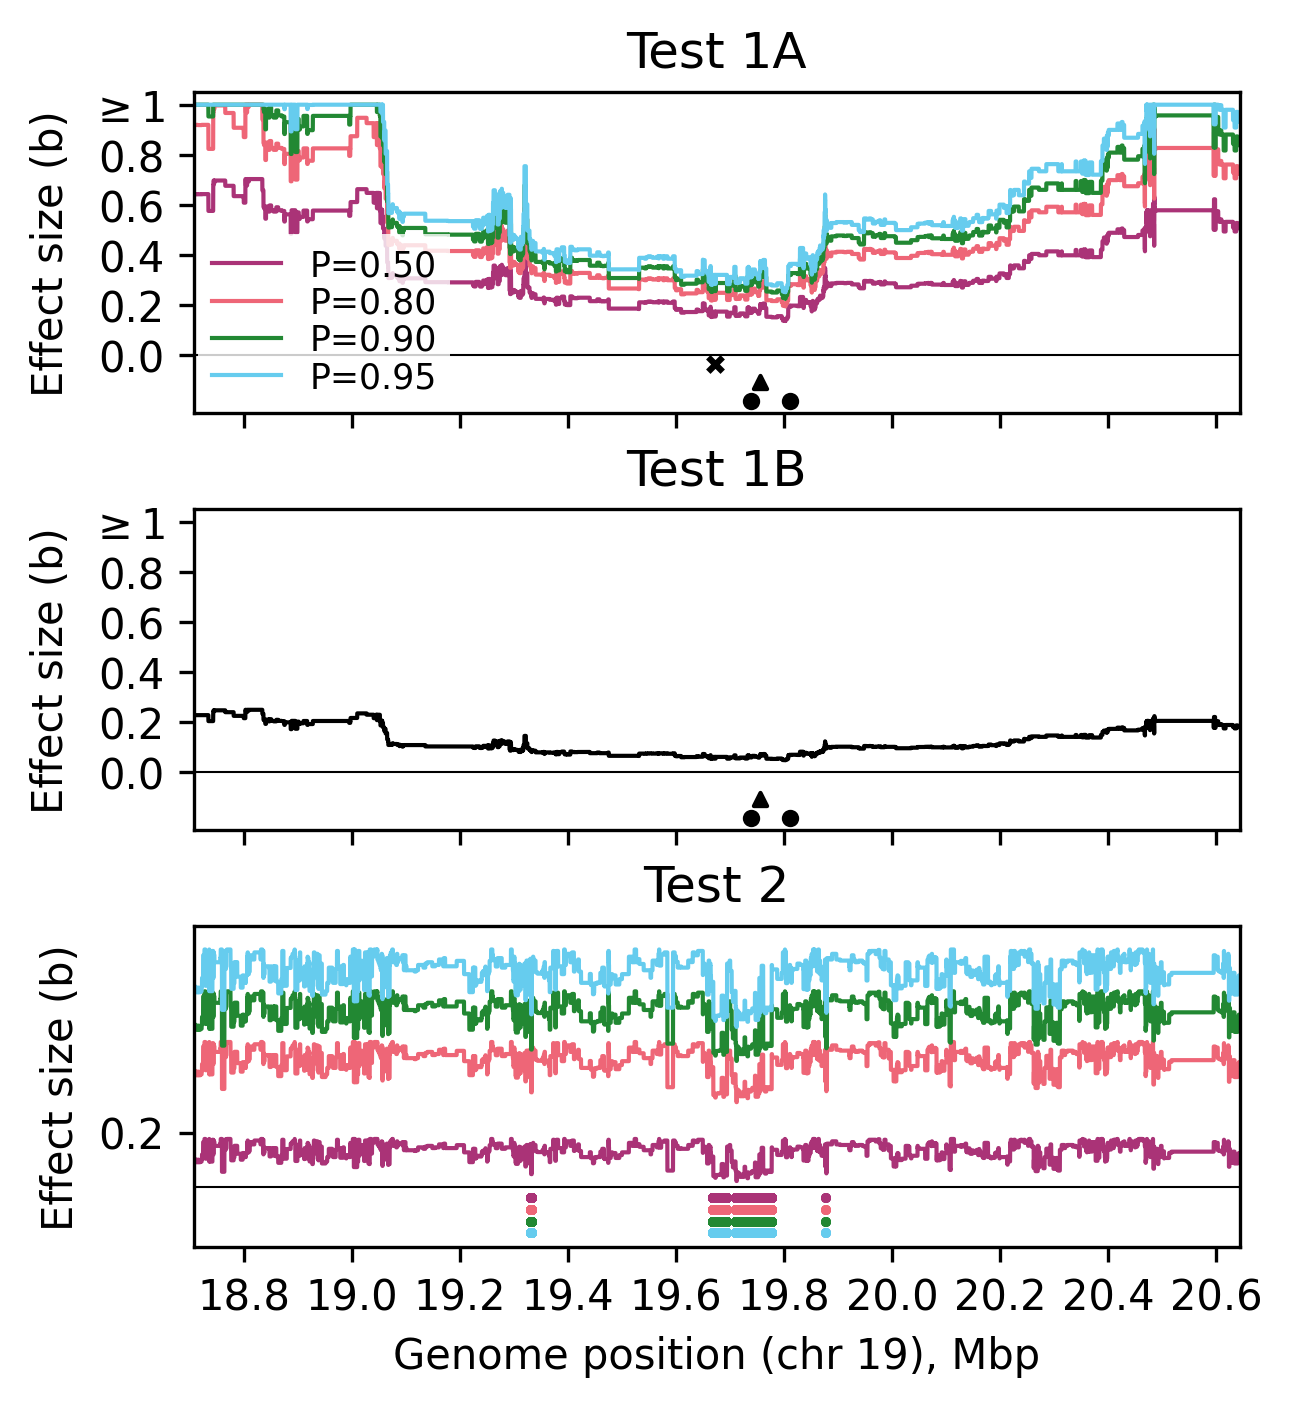 Test 1A
Effect size (b)
≥ 1
0.8
0.6
0.4
0.2
0.0
P=0.50
P=0.80
P=0.90
P=0.95
Test 1B
Effect size (b)
≥ 1
0.8
0.6
0.4
0.2
0.0
Test 2
Effect size (b)
0.2
18.8 19.0 19.2 19.4 19.6 19.8 20.0 20.2 20.4 20.6
Genome position (chr 19), Mbp